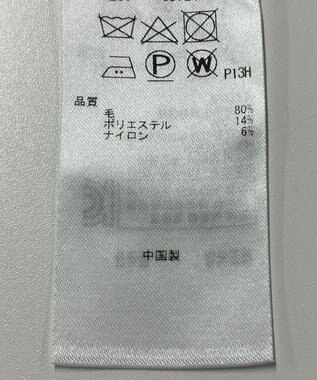 P
W
P13H
品質
毛 80%
ポリエステル 14%
ナイロン 6%
中国製